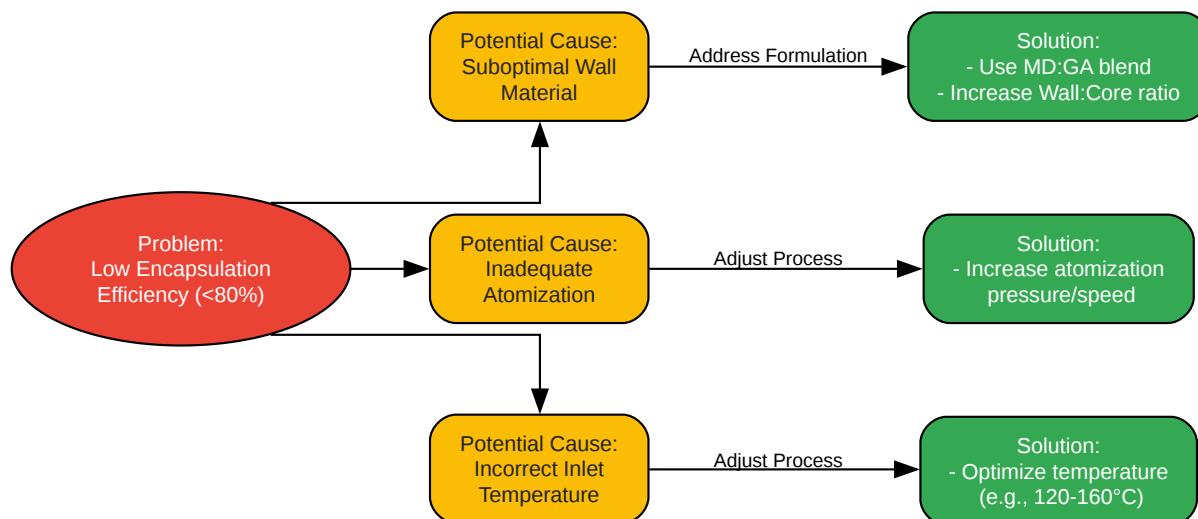 Potential Cause:
Suboptimal Wall
Material
Address Formulation
Solution:
- Use MD:GA blend
- Increase Wall:Core ratio
Problem:
Low Encapsulation
Efficiency (<80%)
Potential Cause:
Inadequate
Atomization
Adjust Process
Solution:
- Increase atomization
pressure/speed
Potential Cause:
Incorrect Inlet
Temperature
Adjust Process
Solution:
- Optimize temperature
(e.g., 120-160°C)